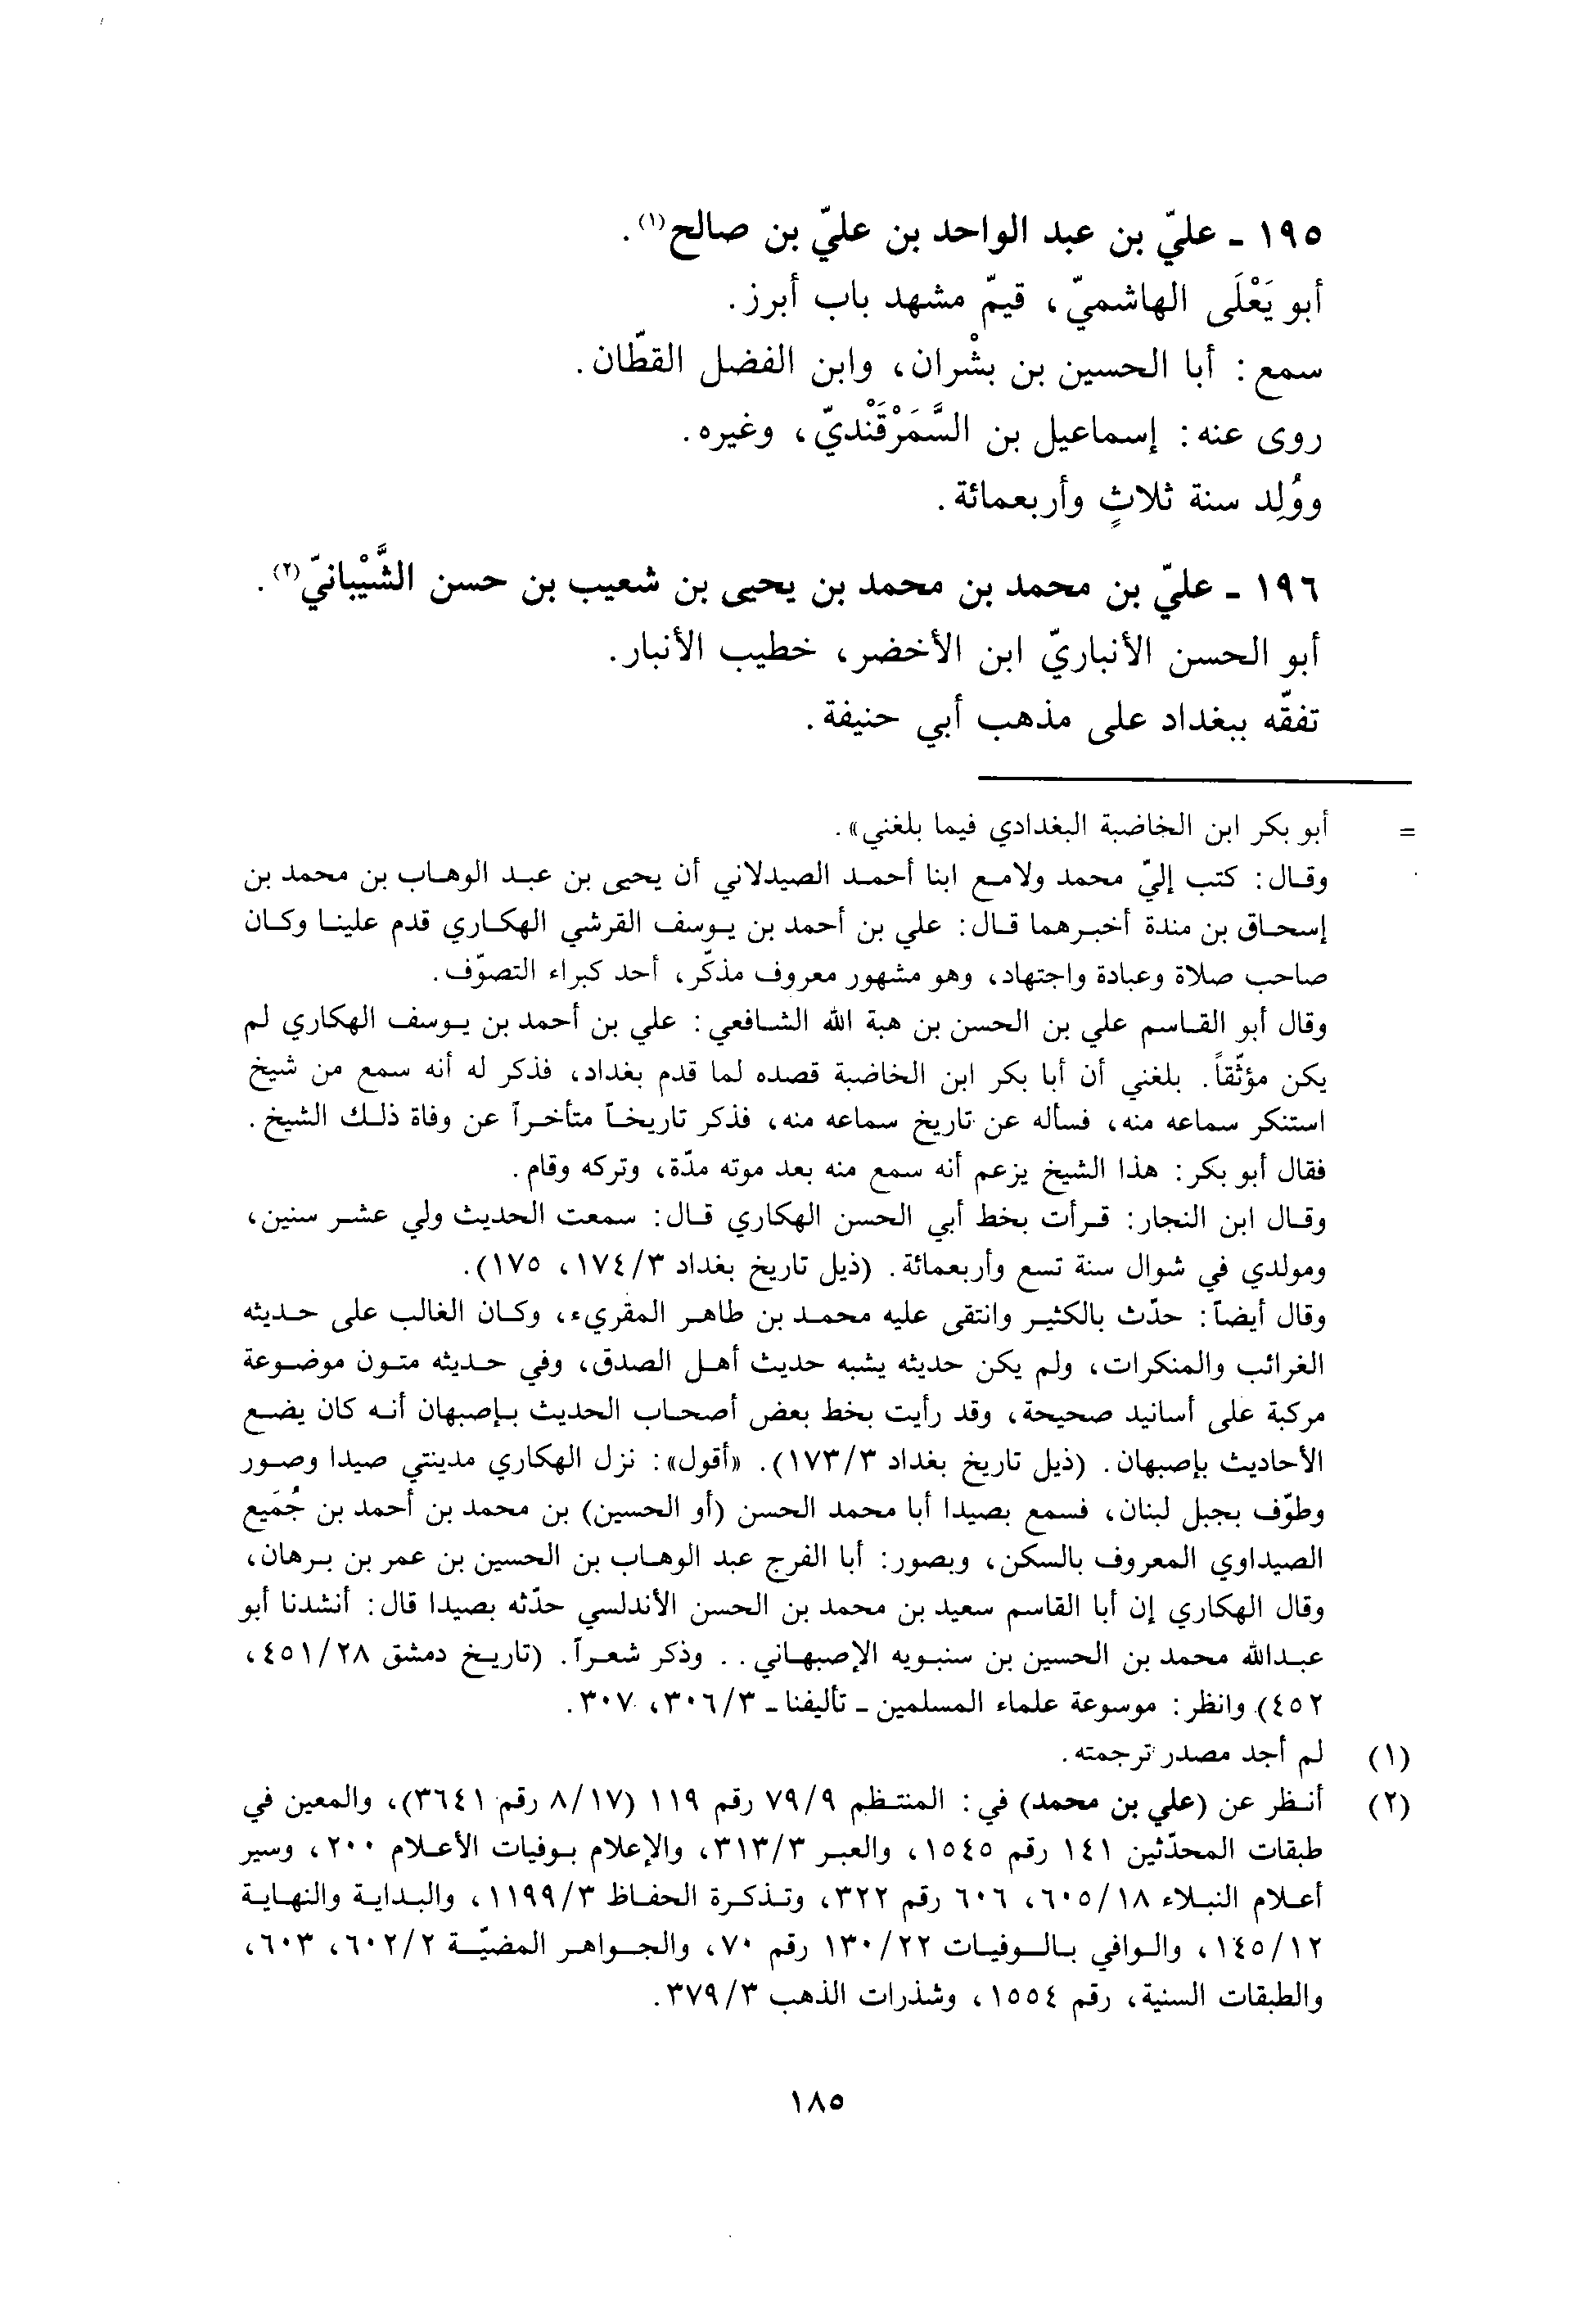 ١٩٥ - عليّ بن عبد الواحد بن عليّ بن صالح(١).
أبو يَعْلَى الهاشميّ، قيمّ مشهد باب أبرز.
سمع: أبا الحسين بن بشْران، وابن الفضل القطّان.
روى عنه: إسماعيل بن السَّمَرْقَنْديّ، وغيره.
ووُلِد سنة ثلاثٍ وأربعمائة.
١٩٦ - عليّ بن محمد بن محمد بن يحيى بن شعيب بن حسن الشَّيْبانيّ(٢).
أبو الحسن الأنباريّ ابن الأخضر، خطيب الأنبار.
تفقّه ببغداد على مذهب أبي حنيفة.
= أبو بكر ابن الخاضبة البغدادي فيما بلغني».
وقال: كتب إليّ محمد ولامع ابنا أحمد الصيدلاني أن يحيى بن عبد الوهاب بن محمد بن
إسحاق بن مندة أخبرهما قال: علي بن أحمد بن يوسف القرشي الهكاري قدم علينا وكان
صاحب صلاة وعبادة واجتهاد، وهو مشهور معروف مذكّر، أحد كبراء التصوّف.
وقال أبو القاسم علي بن الحسن بن هبة الله الشافعي: علي بن أحمد بن يوسف الهكاري لم
يكن مؤثّقاً. بلغني أن أبا بكر ابن الخاضبة قصده لما قدم بغداد، فذكر له أنه سمع من شيخ
استنكر سماعه منه، فسأله عن تاريخ سماعه منه، فذكر تاريخاً متأخراً عن وفاة ذلك الشيخ.
فقال أبو بكر: هذا الشيخ يزعم أنه سمع منه بعد موته مدّة، وتركه وقام.
وقال ابن النجار: قرأت بخط أبي الحسن الهكاري قال: سمعت الحديث ولي عشر سنين،
ومولدي في شوال سنة تسع وأربعمائة. (ذيل تاريخ بغداد ١٧٤/٣، ١٧٥).
وقال أيضاً: حدّث بالكثير وانتقى عليه محمد بن طاهر المقريء، وكان الغالب على حديثه
الغرائب والمنكرات، ولم يكن حديثه يشبه حديث أهل الصدق، وفي حديثه متون موضوعة
مركبة على أسانيد صحيحة، وقد رأيت بخط بعض أصحاب الحديث بإصبهان أنه كان يضع
الأحاديث بإصبهان. (ذيل تاريخ بغداد ١٧٣/٣). «أقول»: نزل الهكاري مدينتي صيدا وصور
وطوّف بجبل لبنان، فسمع بصيدا أبا محمد الحسن (أو الحسين) بن محمد بن أحمد بن جُمَيع
الصيداوي المعروف بالسكن، وبصور: أبا الفرج عبد الوهاب بن الحسين بن عمر بن برهان،
وقال الهكاري إن أبا القاسم سعيد بن محمد بن الحسن الأندلسي حدّثه بصيدا قال: أنشدنا أبو
عبدالله محمد بن الحسين بن سنبويه الإصبهاني .. وذكر شعراً. (تاريخ دمشق ٤٥١/٢٨،
٤٥٢) وانظر: موسوعة علماء المسلمين - تأليفنا - ٣٠٦/٣، ٣٠٧.
(١) لم أجد مصدر ترجمته.
(٢) أنظر عن (علي بن محمد) في: المنتظم ٧٩/٩ رقم ١١٩ (٨/١٧ رقم ٣٦٤١)، والمعين في
طبقات المحدّثين ١٤١ رقم ١٥٤٥، والعبر ٣١٣/٣، والإعلام بوفيات الأعلام ٢٠٠، وسير
أعلام النبلاء ٦٠٥/١٨، ٦٠٦ رقم ٣٢٢، وتذكرة الحفاظ ١١٩٩/٣، والبداية والنهاية
١٤٥/١٢، والوافي بالوفيات ١٣٠/٢٢ رقم ٧٠، والجواهر المضيّة ٦٠٢/٢، ٦٠٣،
والطبقات السنية، رقم ١٥٥٤، وشذرات الذهب ٣٧٩/٣.
١٨٥